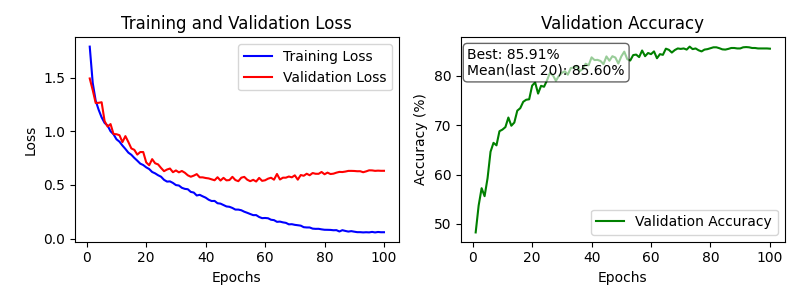 Training and Validation Loss
Training Loss
Validation Loss
Loss
1.5
1.0
0.5
0.0
0 20 40 60 80 100
Epochs
Validation Accuracy
Best: 85.91%
Mean(last 20): 85.60%
Accuracy (%)
80
70
60
50
Validation Accuracy
0 20 40 60 80 100
Epochs